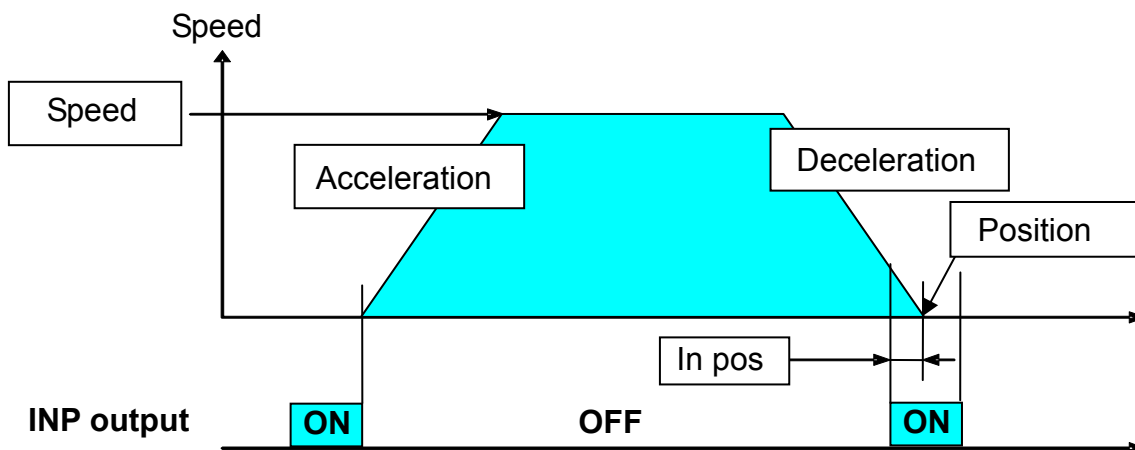 Speed
Speed
Acceleration
Deceleration
Position
In pos
INP output ON OFF ON